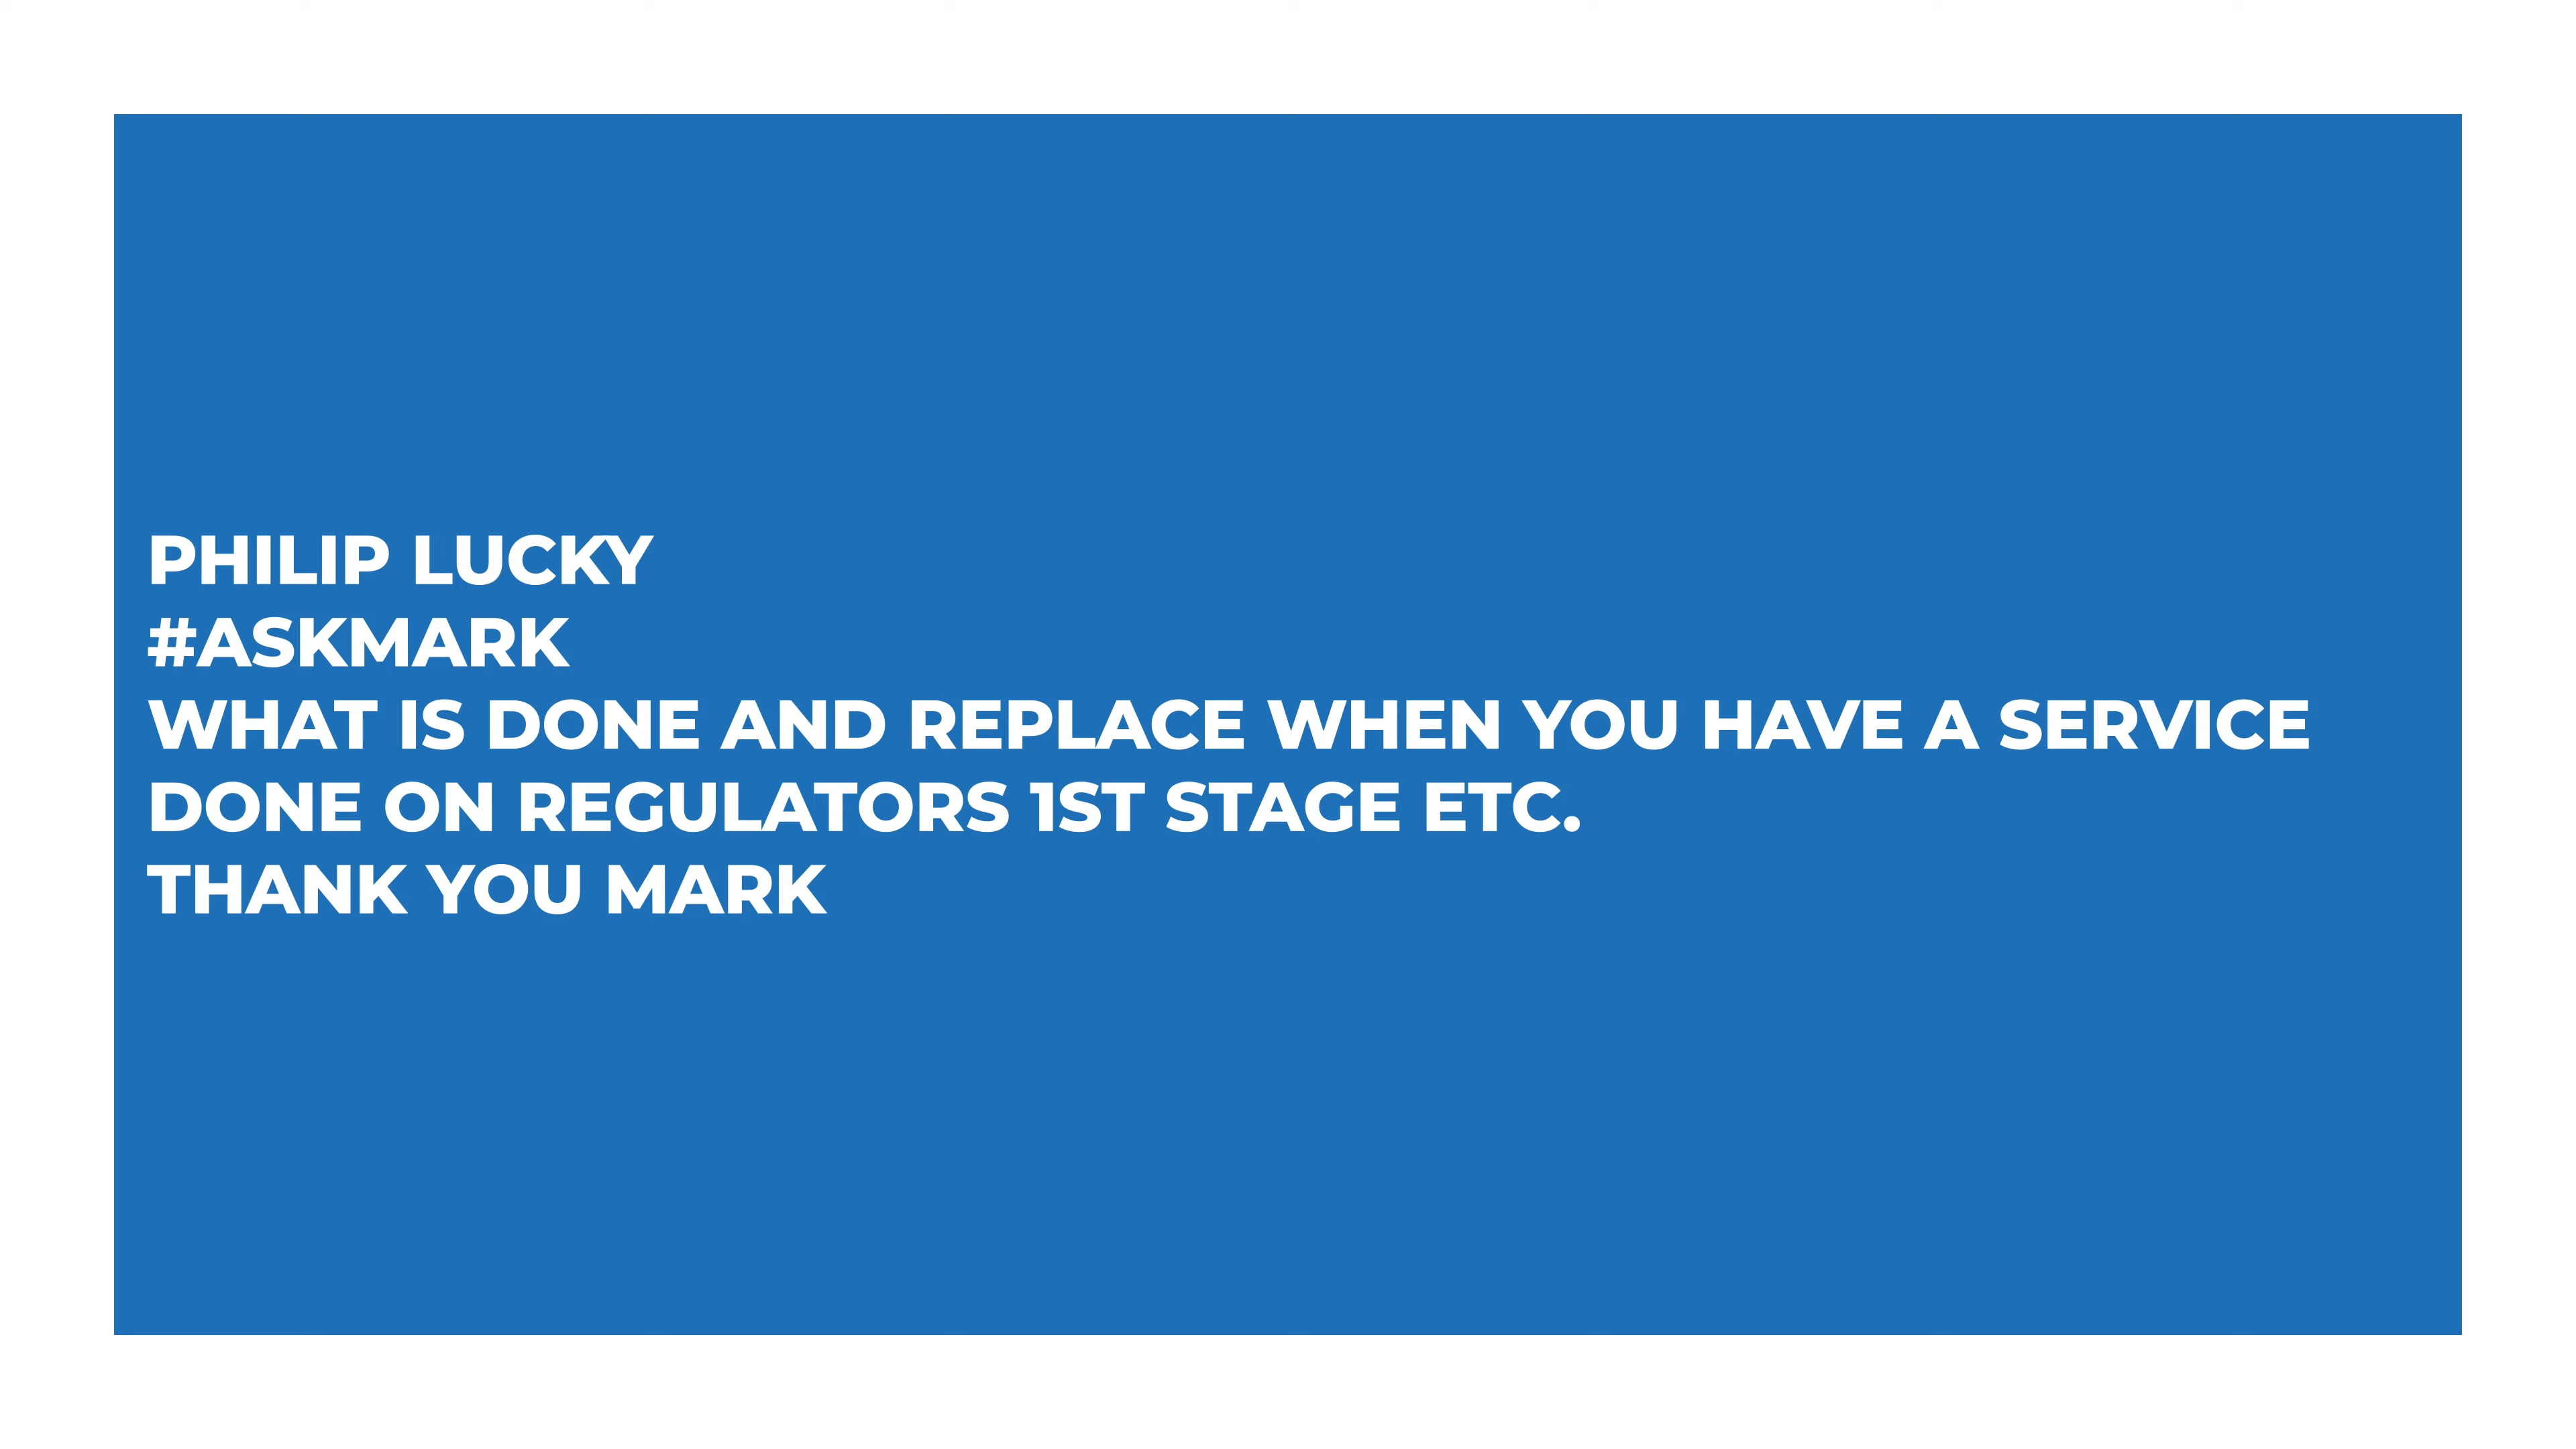 PHILIP LUCKY
#ASKMARK
WHAT IS DONE AND REPLACE WHEN YOU HAVE A SERVICE
DONE ON REGULATORS 1ST STAGE ETC.
THANK YOU MARK